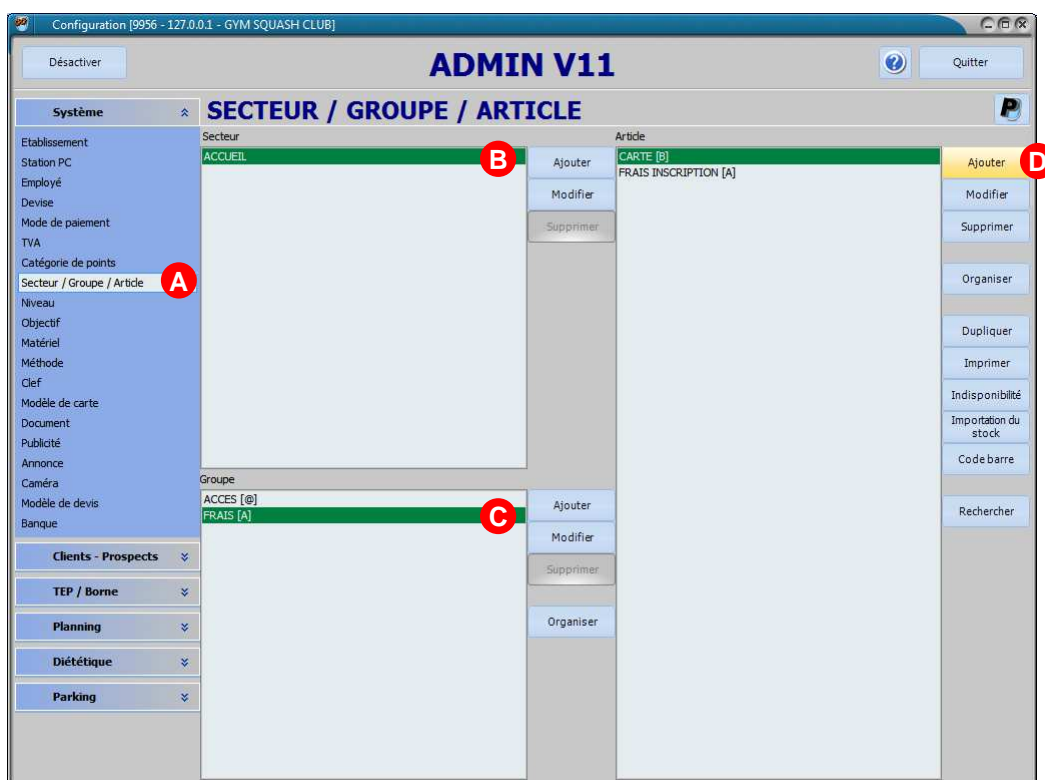 Configuration [9956 - 127.0.0.1 - GYM SQUASH CLUB]
Désactiver
ADMIN V11
?
Quitter
Système
SECTEUR / GROUPE / ARTICLE
P
Etablissement
Station PC
Employé
Devise
Mode de paiement
TVA
Catégorie de points
Secteur / Groupe / Article
A
Niveau
Objectif
Matériel
Méthode
Clef
Modèle de carte
Document
Publicité
Annonce
Caméra
Modèle de devis
Banque
Clients - Prospects
TEP / Borne
Planning
Diététique
Parking
Secteur
ACCUEIL
B
Ajouter
Modifier
Supprimer
Groupe
ACCES [@]
FRAIS [A]
C
Ajouter
Modifier
Supprimer
Organiser
Article
CARTE [B]
FRAIS INSCRIPTION [A]
Ajouter
D
Modifier
Supprimer
Organiser
Dupliquer
Imprimer
Indisponibilité
Importation du
stock
Code barre
Rechercher